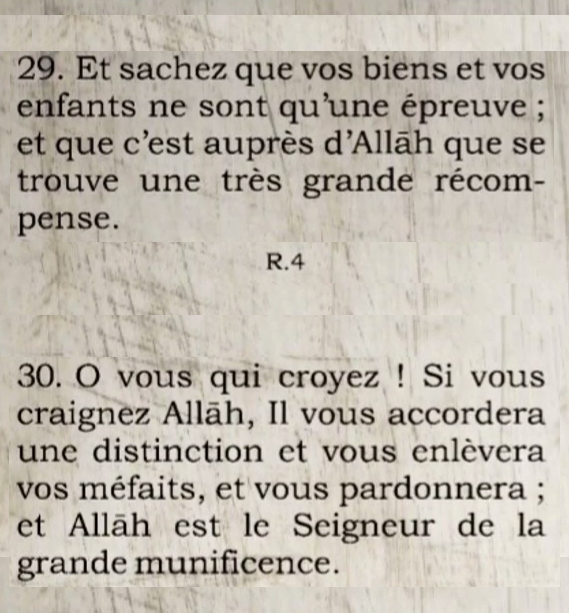 29. Et sachez que vos biens et vos
enfants ne sont qu’une épreuve ;
et que c’est auprès d’Allāh que se
trouve une très grande récom-
pense.
R.4
30. O vous qui croyez ! Si vous
craignez Allāh, Il vous accordera
une distinction et vous enlèvera
vos méfaits, et vous pardonnera ;
et Allāh est le Seigneur de la
grande munificence.